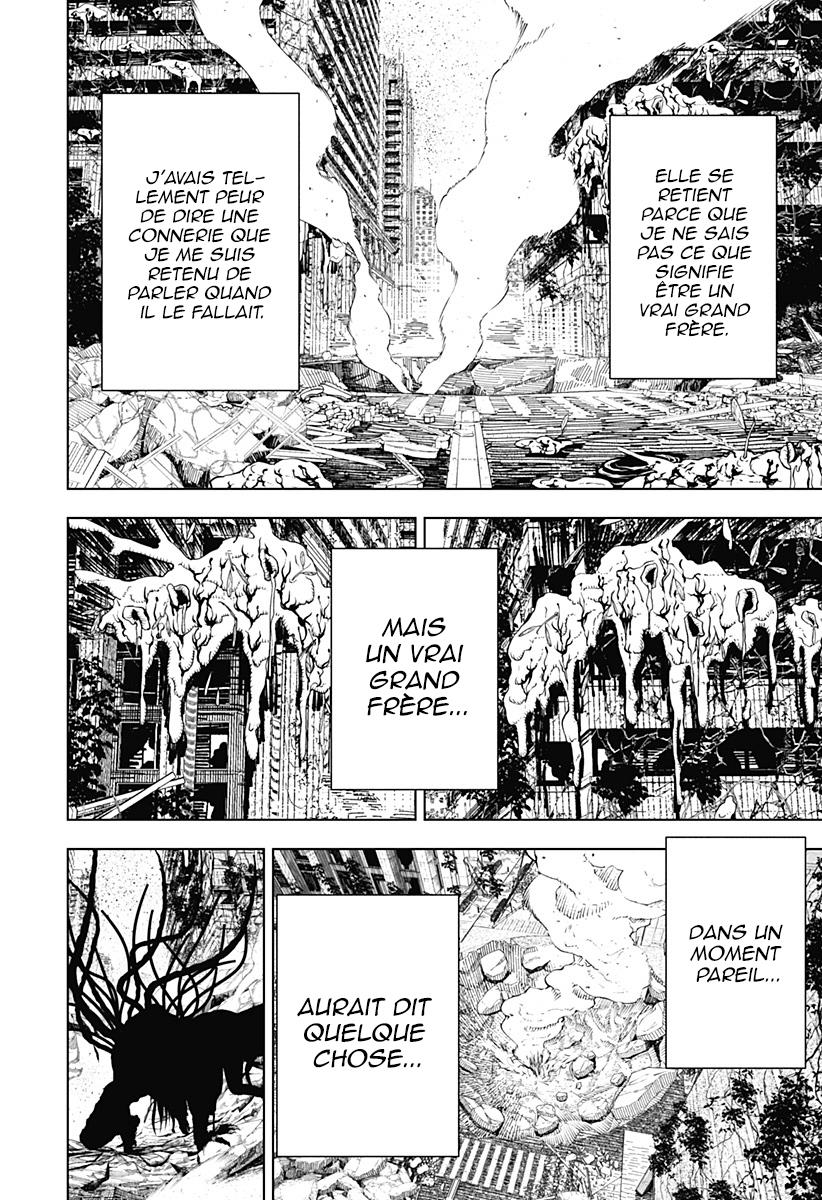 ELLE SE
RETIENT
PARCE QUE
JE NE SAIS
PAS CE QUE
SIGNIFIE
ÊTRE UN
VRAI GRAND
FRÈRE.
J'AVAIS TEL-
LEMENT PEUR
DE DIRE UNE
CONNERIE QUE
JE ME SUIS
RETENU DE
PARLER QUAND
IL LE FALLAIT.
MAIS
UN VRAI
GRAND
FRÈRE...
DANS UN
MOMENT
PAREIL...
AURAIT DIT
QUELQUE
CHOSE...